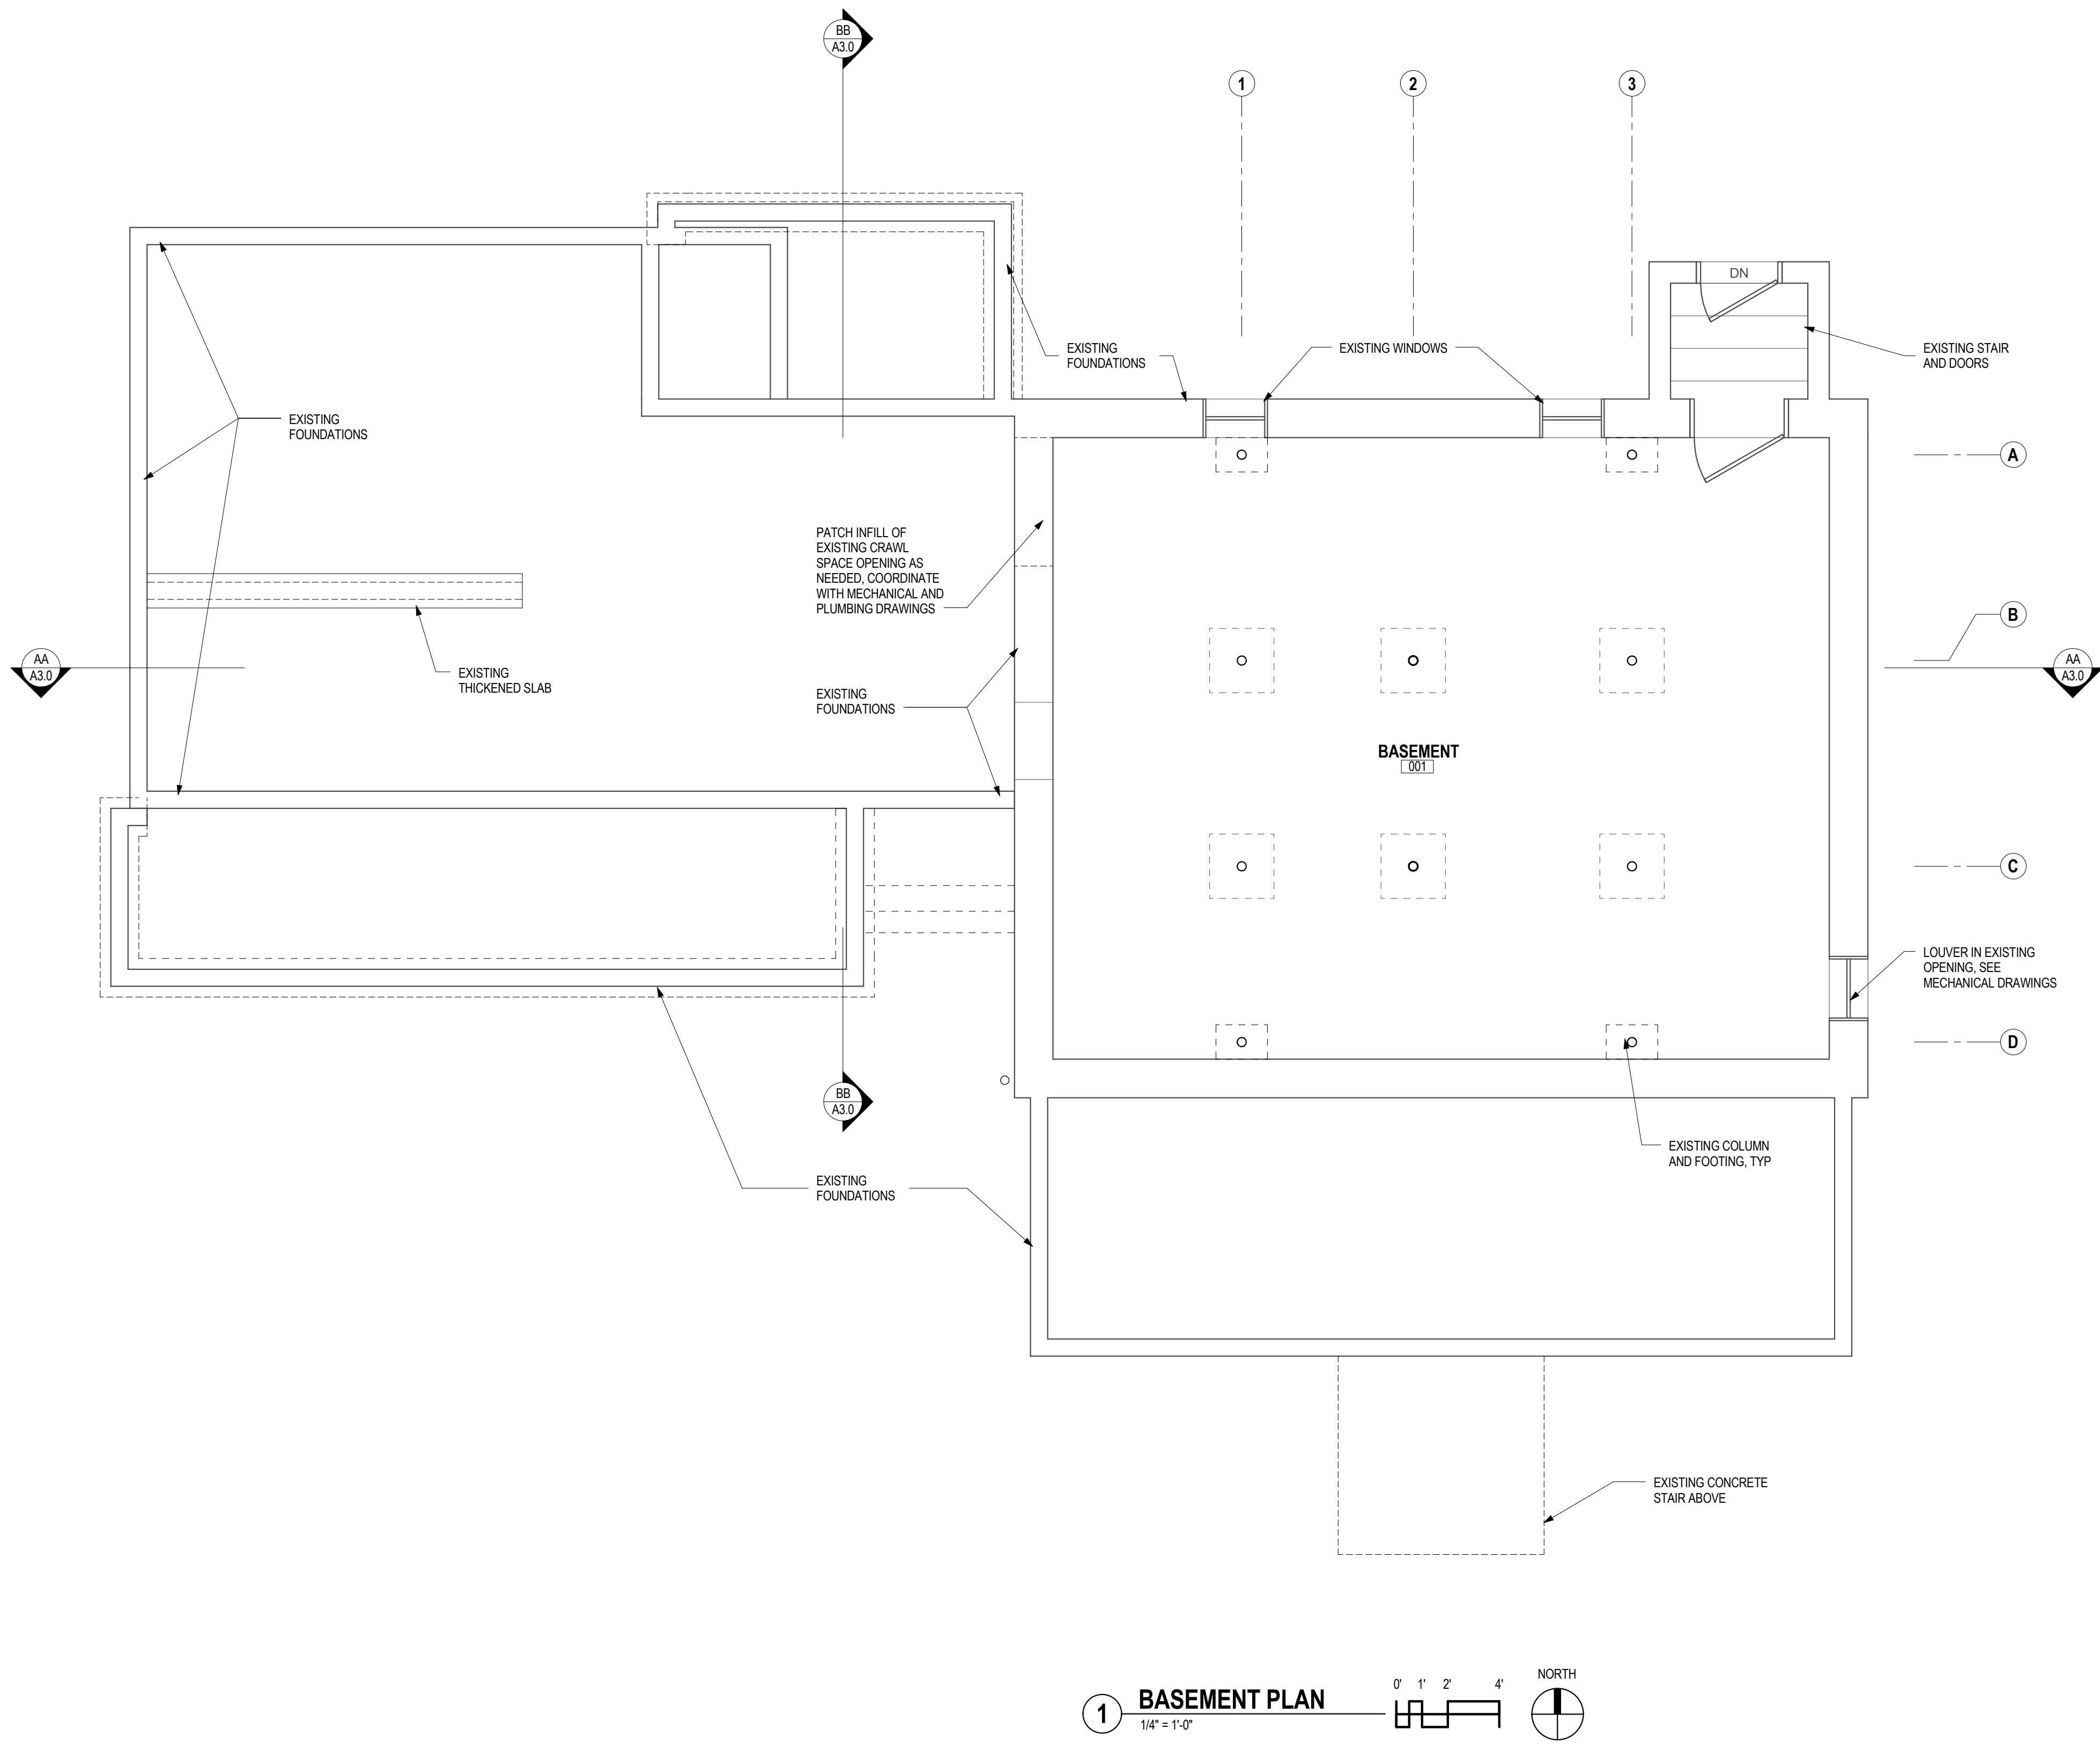 BB
A3.0
1
2
3
DN
EXISTING
FOUNDATIONS
EXISTING WINDOWS
EXISTING STAIR
AND DOORS
EXISTING
FOUNDATIONS
A
PATCH INFILL OF
EXISTING CRAWL
SPACE OPENING AS
NEEDED, COORDINATE
WITH MECHANICAL AND
PLUMBING DRAWINGS
B
AA
A3.0
EXISTING
THICKENED SLAB
AA
A3.0
EXISTING
FOUNDATIONS
BASEMENT
001
C
LOUVER IN EXISTING
OPENING, SEE
MECHANICAL DRAWINGS
D
BB
A3.0
EXISTING COLUMN
AND FOOTING, TYP
EXISTING
FOUNDATIONS
EXISTING CONCRETE
STAIR ABOVE
1
BASEMENT PLAN
1/4" = 1'-0"
0' 1' 2' 4'
NORTH